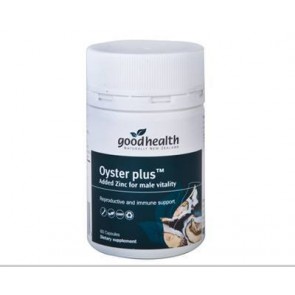 goodhealth
NATURALLY NEW ZEALAND
Oyster plus™
Added Zinc for male vitality
Reproductive and immune support
60 Capsules
Dietary supplement